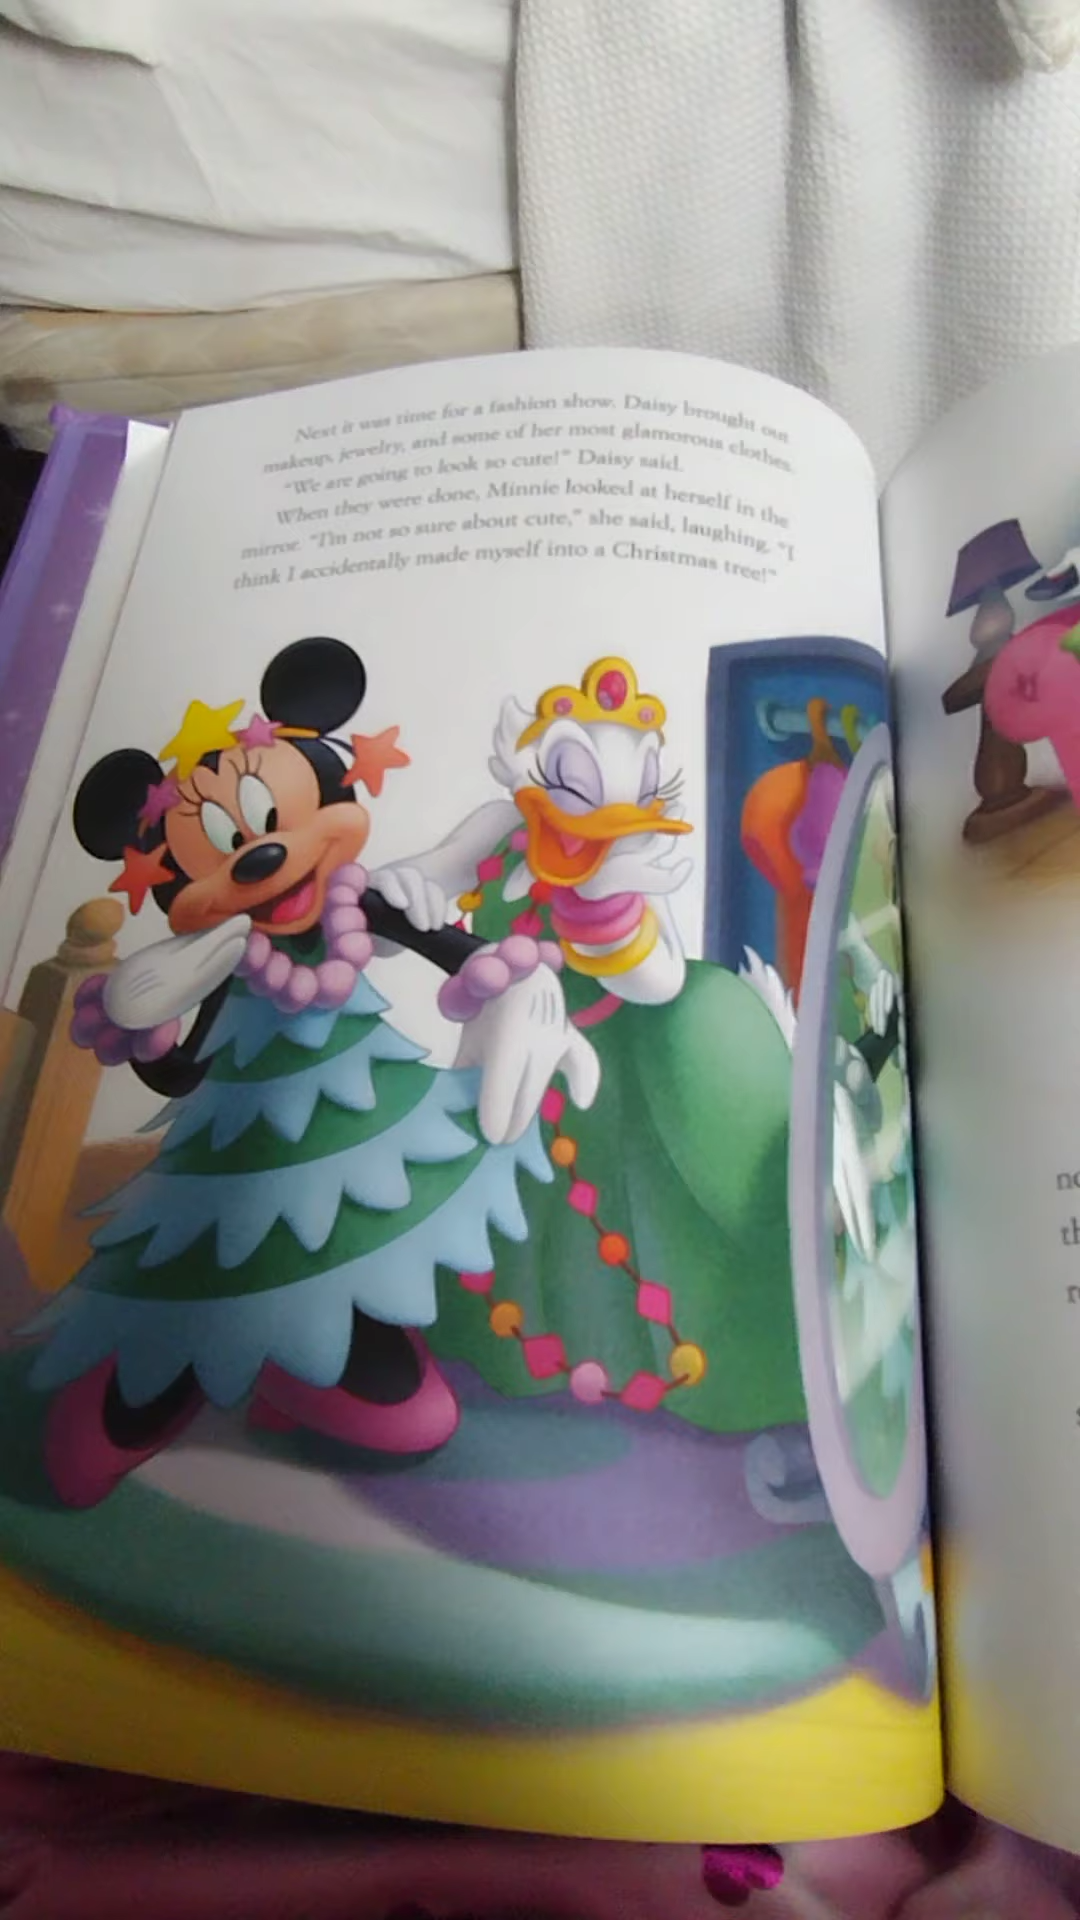 Next it was time for a fashion show. Daisy brought out
makeup, jewelry, and some of her most glamorous clothes.
"We are going to look so cute!" Daisy said.
When they were done, Minnie looked at herself in the
mirror. "I'm not so sure about cute," she said, laughing. "I
think I accidentally made myself into a Christmas tree!"